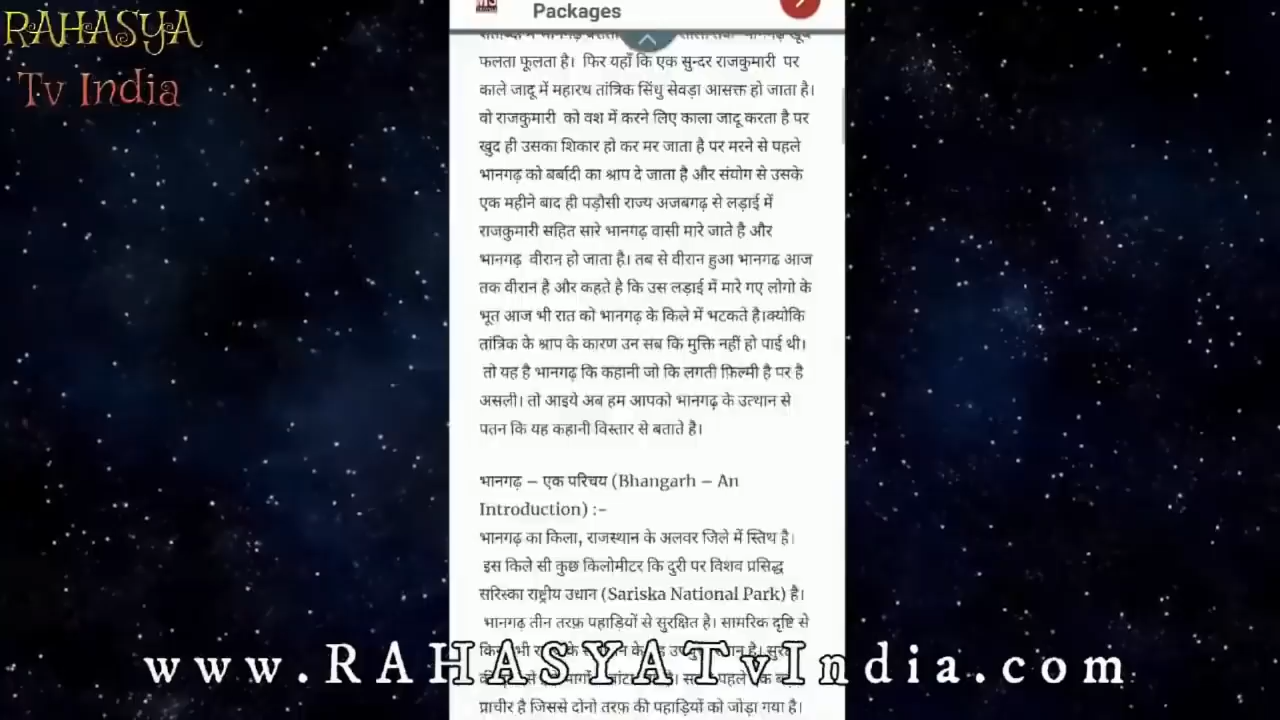 RAHASYA
Tv India
MS
Packages
फलता फूलता है। फिर यहाँ कि एक सुन्दर राजकुमारी पर
काले जादू में महारथ तांत्रिक सिंधु सेवड़ा आसक्त हो जाता है।
वो राजकुमारी को वश में करने लिए काला जादू करता है पर
खुद ही उसका शिकार हो कर मर जाता है पर मरने से पहले
भानगढ़ को बर्बादी का श्राप दे जाता है और संयोग से उसके
एक महीने बाद ही पड़ौसी राज्य अजबगढ़ से लड़ाई में
राजकुमारी सहित सारे भानगढ़ वासी मारे जाते है और
भानगढ़ वीरान हो जाता है। तब से वीरान हुआ भानगढ आज
तक वीरान है और कहते है कि उस लड़ाई में मारे गए लोगो के
भूत आज भी रात को भानगढ़ के किले में भटकते है।क्योकि
तांत्रिक के श्राप के कारण उन सब कि मुक्ति नहीं हो पाई थी।
तो यह है भानगढ़ कि कहानी जो कि लगती फ़िल्मी है पर है
असली। तो आइये अब हम आपको भानगढ़ के उत्थान से
पतन कि यह कहानी विस्तार से बताते है।
भानगढ़ – एक परिचय (Bhangarh – An
Introduction) :-
भानगढ़ का किला, राजस्थान के अलवर जिले में स्तिथ है।
इस किले सी कुछ किलोमीटर कि दुरी पर विशव प्रसिद्ध
सरिस्का राष्ट्रीय उधान (Sariska National Park) है।
भानगढ़ तीन तरफ़ पहाड़ियों से सुरक्षित है। सामरिक दृष्टि से
www.RAHASYATvIndia.com
प्राचीर है जिससे दोनो तरफ़ की पहाड़ियों को जोड़ा गया है।